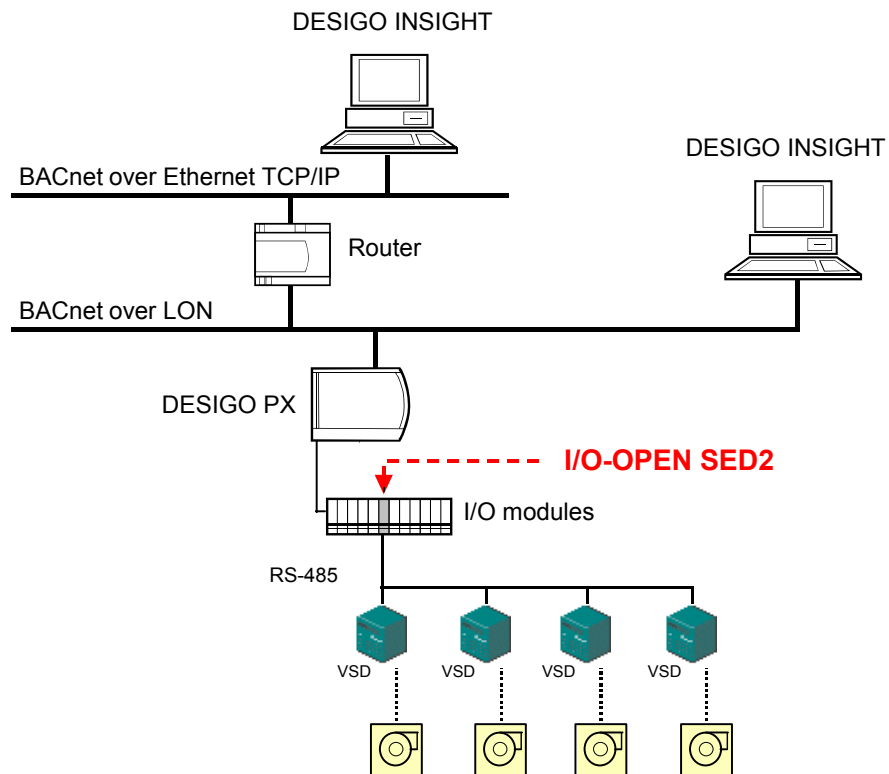 DESIGO INSIGHT
DESIGO INSIGHT
BACnet over Ethernet TCP/IP
Router
BACnet over LON
DESIGO PX
I/O-OPEN SED2
I/O modules
RS-485
VSD
VSD
VSD
VSD